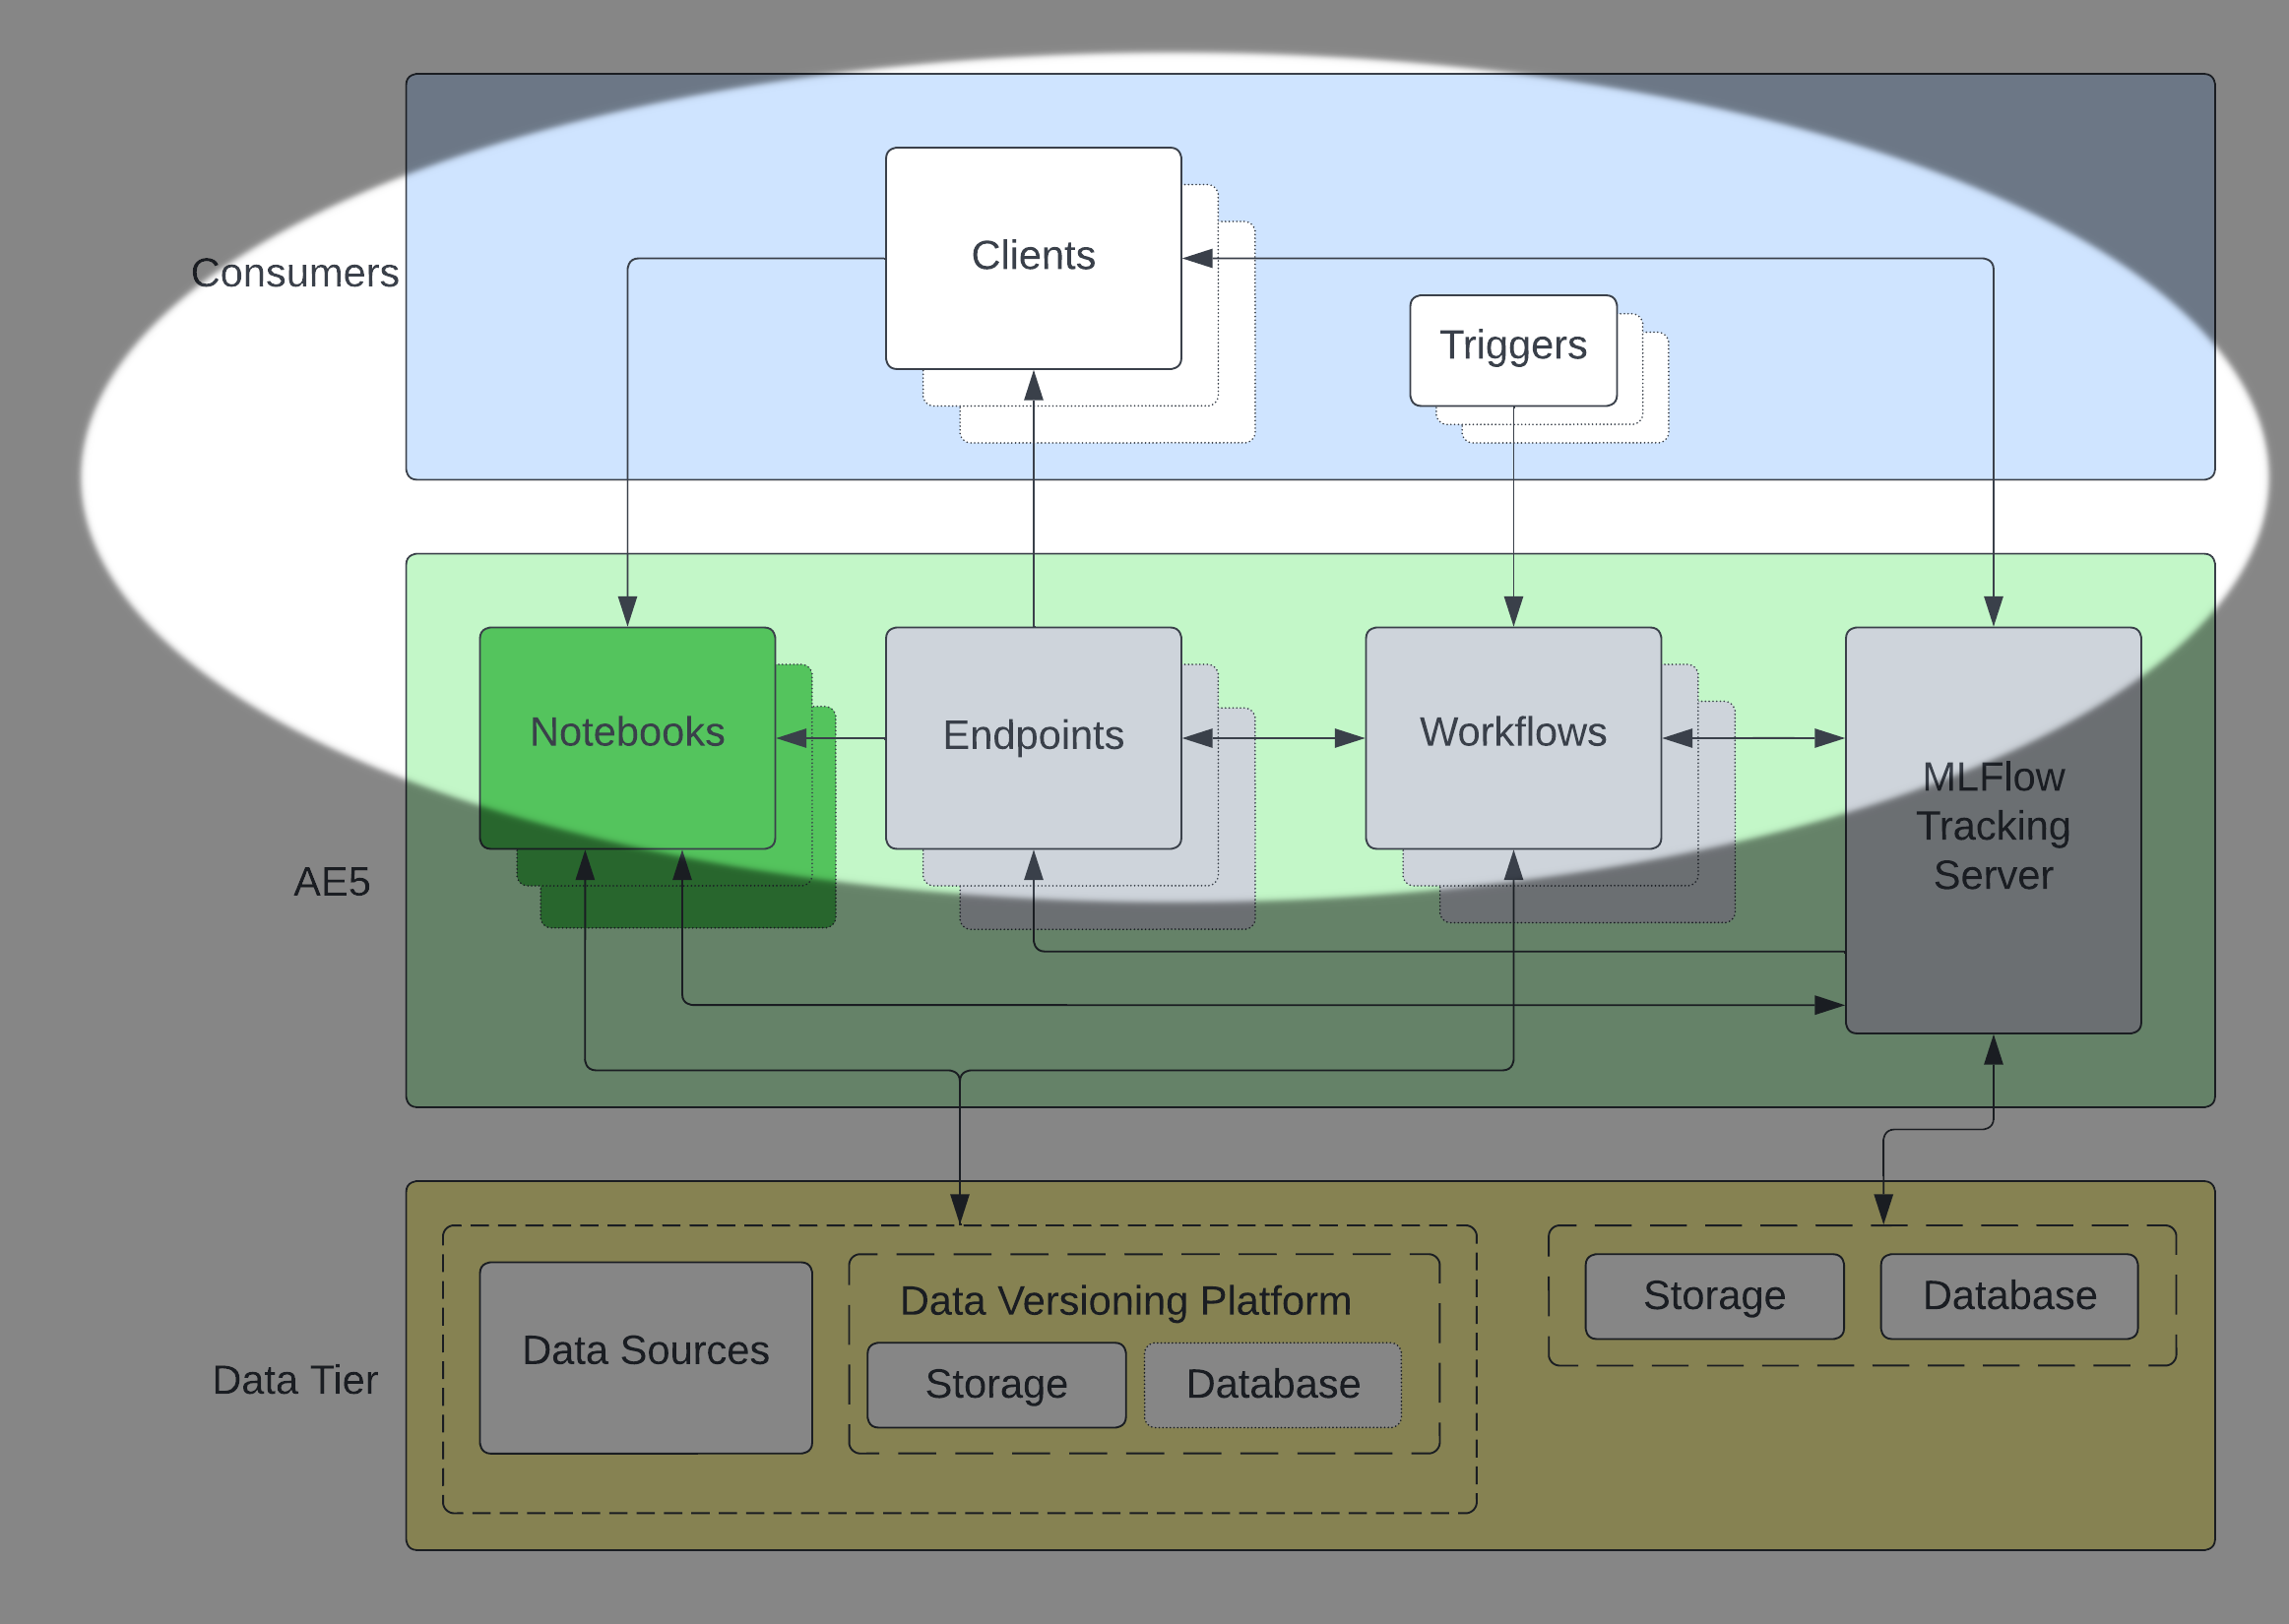 Consumers
Clients
Triggers
AE5
Notebooks
Endpoints
Workflows
MLFlow
Tracking
Server
Data Tier
Data Sources
Data Versioning Platform
Storage
Database
Storage
Database